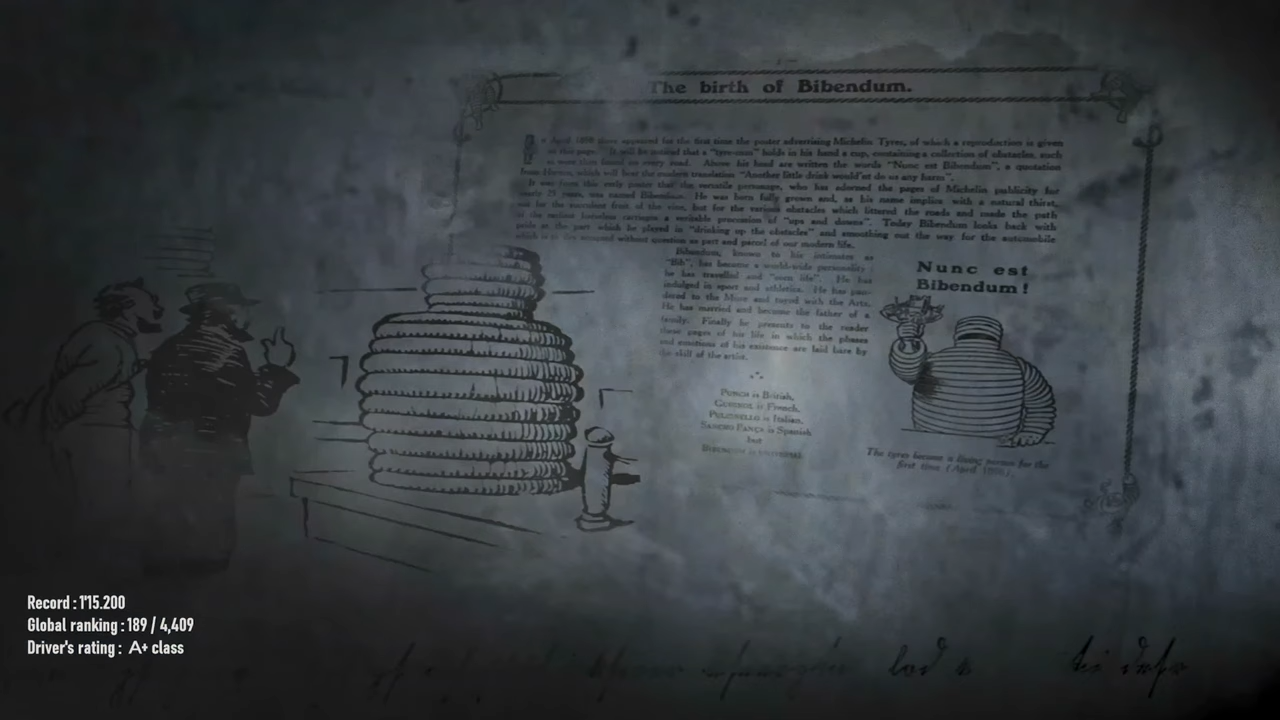 The birth of Bibendum.
April 1898 there appeared for the first time the poster advertising Michelin Tyres, of which a reproduction is given
on this page. It will be noticed that a "tyre-man" holds in his hand a cup, containing a collection of obstacles, such
as were then found on every road. Above his head are written the words "Nunc est Bibendum", a quotation
from Horace, which will bear the modern translation "Another little drink would'nt do us any harm".
It was from this early poster that the versatile personage, who has adorned the pages of Michelin publicity for
nearly 25 years, was named Bibendum. He was born fully grown and, as his name implies with a natural thirst,
not for the succulent fruit of the vine, but for the various obstacles which littered the roads and made the path
of the various horseless carriages a veritable procession of "ups and downs". Today Bibendum looks back with
pride at the part which he played in "drinking up the obstacles" and smoothing out the way for the automobile
which is to day accepted without question as part and parcel of our modern life.
Bibendum, known to his intimates as
"Bib", has become a world-wide personality:
he has travelled and "seen life". He has
indulged in sport and athletics. He has pan-
dered to the Muse and toyed with the Arts.
He has married and become the father of a
family. Finally he presents to the reader
these pages of his life in which the phases
and emotions of his existence are laid bare by
the skill of the artist.
Nunc est
Bibendum!
PUNCH is British,
GUIGNOL is French,
PULCINELLO is Italian,
SANCHO PANÇA is Spanish
but
BIBENDUM is UNIVERSAL
The tyres become a living person for the
first time (April 1898).
Record : 1'15.200
Global ranking : 189 / 4,409
Driver's rating : A+ class